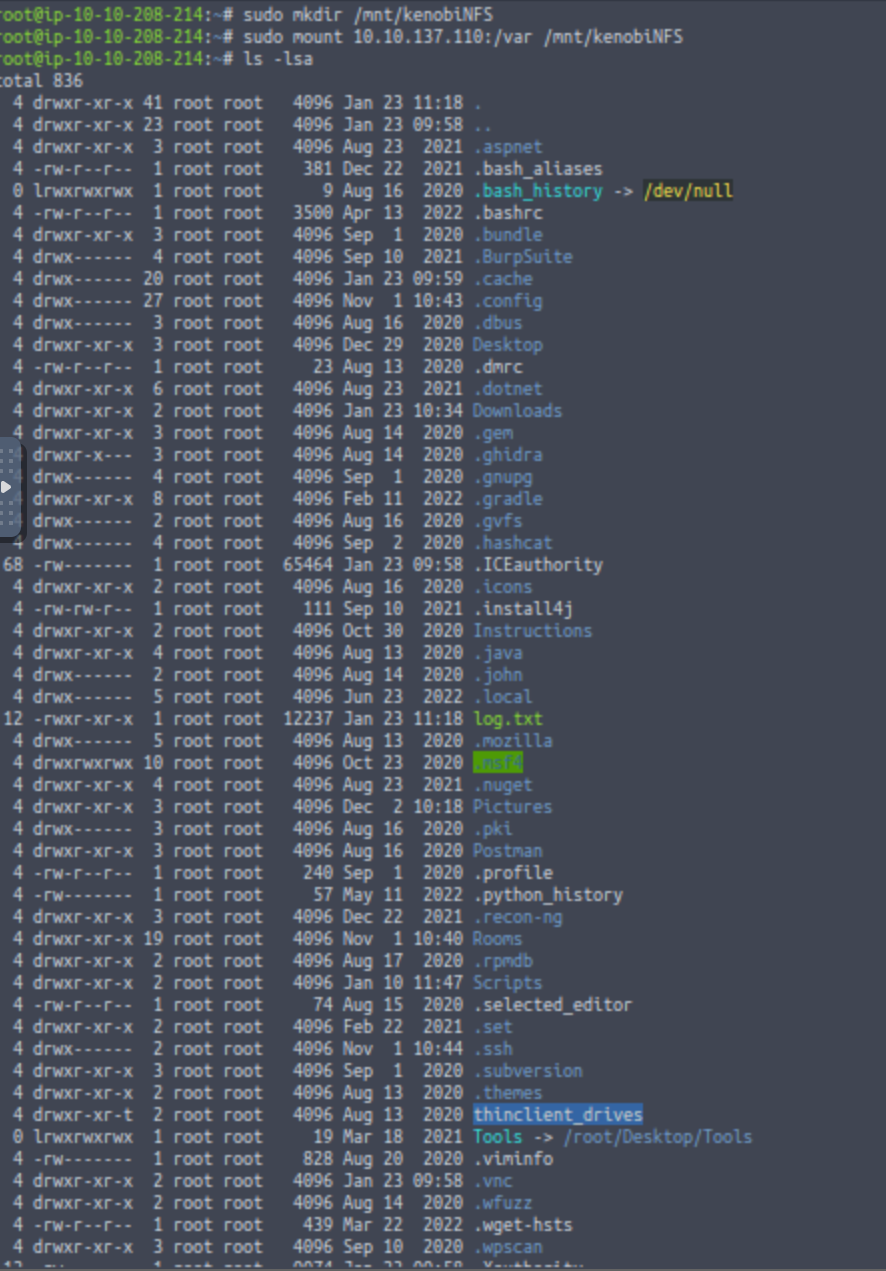 root@ip-10-10-208-214:~# sudo mkdir /mnt/kenobiNFS
root@ip-10-10-208-214:~# sudo mount 10.10.137.110:/var /mnt/kenobiNFS
root@ip-10-10-208-214:~# ls -lsa
total 836
4 drwxr-xr-x 41 root root 4096 Jan 23 11:18 .
4 drwxr-xr-x 23 root root 4096 Jan 23 09:58 ..
4 drwxr-xr-x 3 root root 4096 Aug 23 2021 .aspnet
4 -rw-r--r-- 1 root root 381 Dec 22 2021 .bash_aliases
0 lrwxrwxrwx 1 root root 9 Aug 16 2020 .bash_history -> /dev/null
4 -rw-r--r-- 1 root root 3500 Apr 13 2022 .bashrc
4 drwxr-xr-x 3 root root 4096 Sep 1 2020 .bundle
4 drwx------ 4 root root 4096 Sep 10 2021 .BurpSuite
4 drwx------ 20 root root 4096 Jan 23 09:59 .cache
4 drwx------ 27 root root 4096 Nov 1 10:43 .config
4 drwx------ 3 root root 4096 Aug 16 2020 .dbus
4 drwxr-xr-x 3 root root 4096 Dec 29 2020 Desktop
4 -rw-r--r-- 1 root root 23 Aug 13 2020 .dmrc
4 drwxr-xr-x 6 root root 4096 Aug 23 2021 .dotnet
4 drwxr-xr-x 2 root root 4096 Jan 23 10:34 Downloads
4 drwxr-xr-x 3 root root 4096 Aug 14 2020 .gem
drwxr-x--- 3 root root 4096 Aug 14 2020 .ghidra
drwx------ 4 root root 4096 Sep 1 2020 .gnupg
drwxr-xr-x 8 root root 4096 Feb 11 2022 .gradle
drwx------ 2 root root 4096 Aug 16 2020 .gvfs
4 drwx------ 4 root root 4096 Sep 2 2020 .hashcat
68 -rw------- 1 root root 65464 Jan 23 09:58 .ICEauthority
4 drwxr-xr-x 2 root root 4096 Aug 16 2020 .icons
4 -rw-rw-r-- 1 root root 111 Sep 10 2021 .install4j
4 drwxr-xr-x 2 root root 4096 Oct 30 2020 Instructions
4 drwxr-xr-x 4 root root 4096 Aug 13 2020 .java
4 drwx------ 2 root root 4096 Aug 14 2020 .john
4 drwx------ 5 root root 4096 Jun 23 2022 .local
12 -rwxr-xr-x 1 root root 12237 Jan 23 11:18 log.txt
4 drwx------ 5 root root 4096 Aug 13 2020 .mozilla
4 drwxrwxrwx 10 root root 4096 Oct 23 2020 .msf4
4 drwxr-xr-x 4 root root 4096 Aug 23 2021 .nuget
4 drwxr-xr-x 3 root root 4096 Dec 2 10:18 Pictures
4 drwx------ 3 root root 4096 Aug 16 2020 .pki
4 drwxr-xr-x 3 root root 4096 Aug 16 2020 Postman
4 -rw-r--r-- 1 root root 240 Sep 1 2020 .profile
4 -rw------- 1 root root 57 May 11 2022 .python_history
4 drwxr-xr-x 3 root root 4096 Dec 22 2021 .recon-ng
4 drwxr-xr-x 19 root root 4096 Nov 1 10:40 Rooms
4 drwxr-xr-x 2 root root 4096 Aug 17 2020 .rpmdb
4 drwxr-xr-x 2 root root 4096 Jan 10 11:47 Scripts
4 -rw-r--r-- 1 root root 74 Aug 15 2020 .selected_editor
4 drwxr-xr-x 2 root root 4096 Feb 22 2021 .set
4 drwx------ 2 root root 4096 Nov 1 10:44 .ssh
4 drwxr-xr-x 3 root root 4096 Sep 1 2020 .subversion
4 drwxr-xr-x 2 root root 4096 Aug 13 2020 .themes
4 drwxr-xr-t 2 root root 4096 Aug 13 2020 thinclient_drives
0 lrwxrwxrwx 1 root root 19 Mar 18 2021 Tools -> /root/Desktop/Tools
4 -rw------- 1 root root 828 Aug 20 2020 .viminfo
4 drwxr-xr-x 2 root root 4096 Jan 23 09:58 .vnc
4 drwxr-xr-x 2 root root 4096 Aug 14 2020 .wfuzz
4 -rw-r--r-- 1 root root 439 Mar 22 2022 .wget-hsts
4 drwxr-xr-x 3 root root 4096 Sep 10 2020 .wpscan